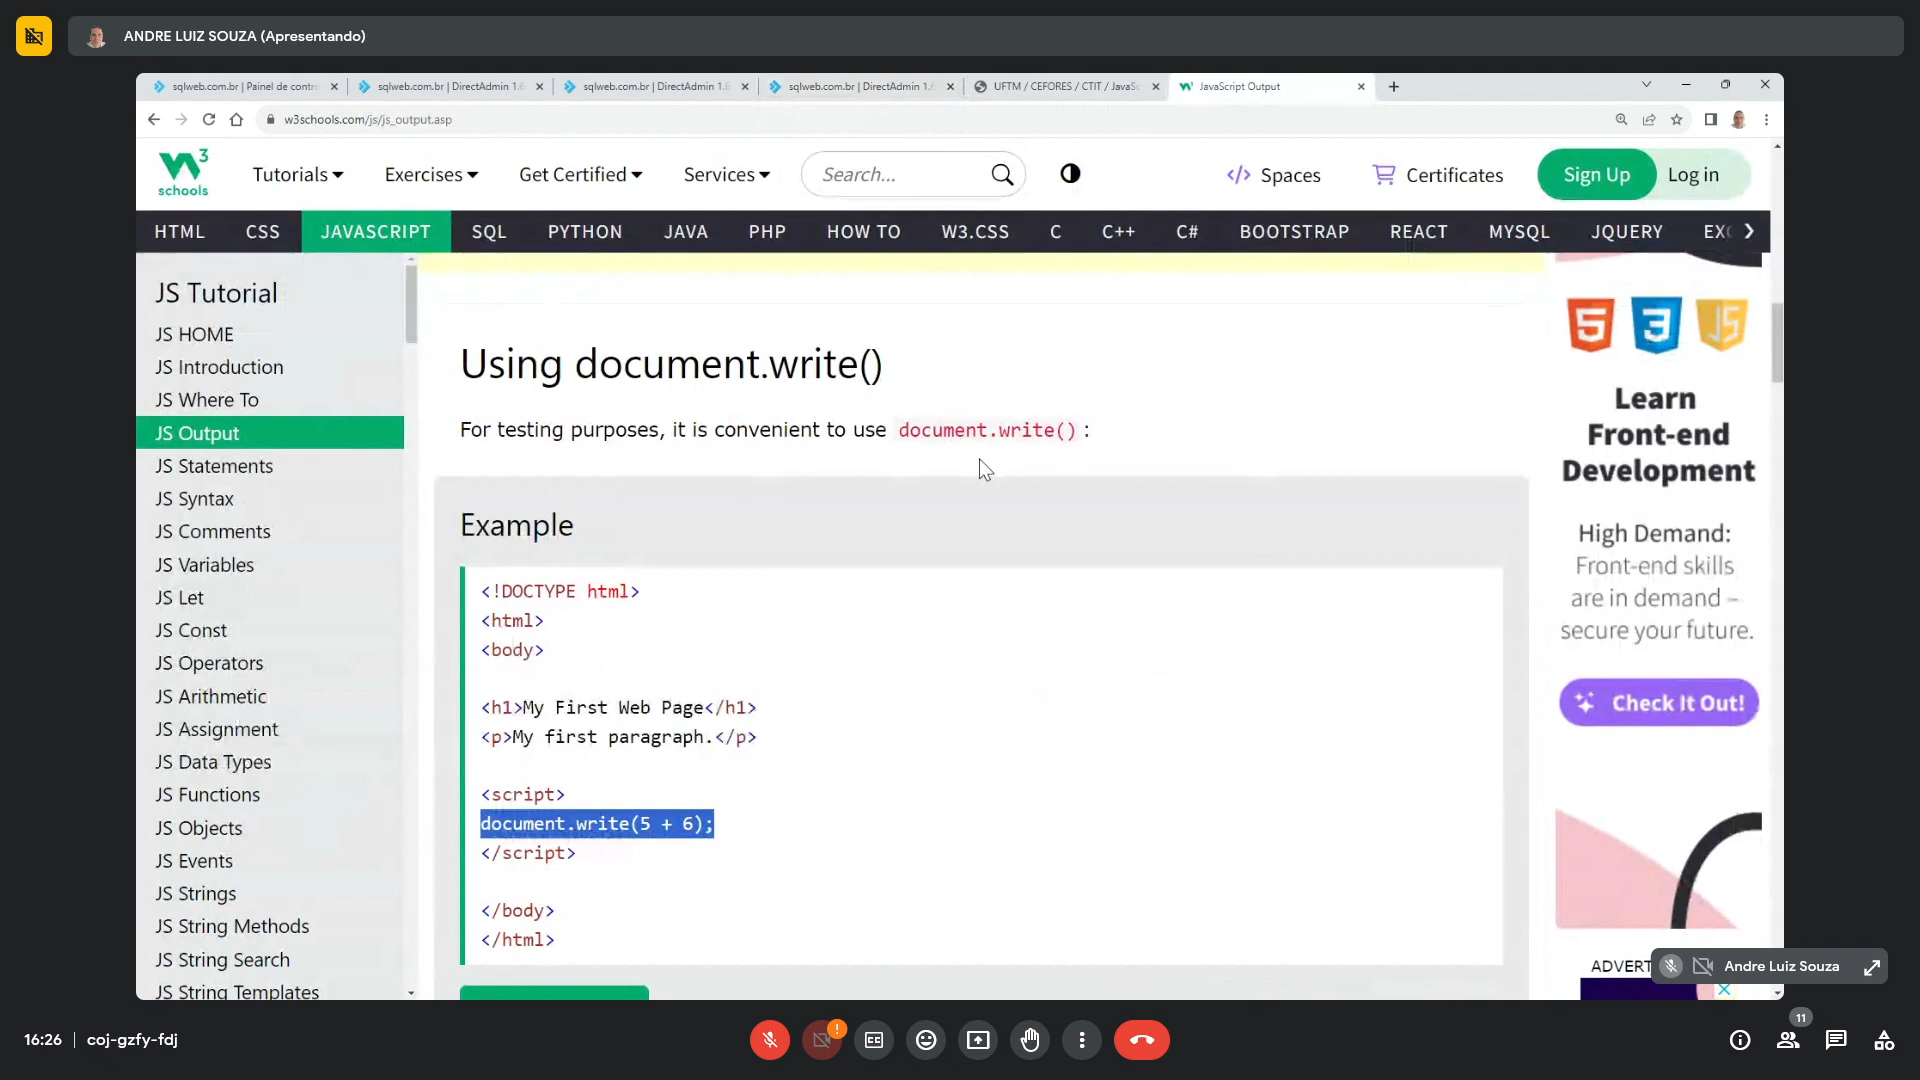 ANDRE LUIZ SOUZA (Apresentando)
sqlweb.com.br | Painel de contro
sqlweb.com.br | DirectAdmin 1.6
sqlweb.com.br | DirectAdmin 1.6
sqlweb.com.br | DirectAdmin 1.6
UFTM / CEFORES / CTIT / JavaSc
JavaScript Output
w3schools.com/js/js_output.asp
W3 schools
Tutorials
Exercises
Get Certified
Services
Search...
Spaces
Certificates
Sign Up
Log in
HTML CSS JAVASCRIPT SQL PYTHON JAVA PHP HOW TO W3.CSS C C++ C# BOOTSTRAP REACT MYSQL JQUERY EX
JS Tutorial
JS HOME
JS Introduction
JS Where To
JS Output
JS Statements
JS Syntax
JS Comments
JS Variables
JS Let
JS Const
JS Operators
JS Arithmetic
JS Assignment
JS Data Types
JS Functions
JS Objects
JS Events
JS Strings
JS String Methods
JS String Search
JS String Templates
Using document.write()
For testing purposes, it is convenient to use document.write() :
Example
<!DOCTYPE html>
<html>
<body>
<h1>My First Web Page</h1>
<p>My first paragraph.</p>
<script>
document.write(5 + 6);
</script>
</body>
</html>
5 3 JS
Learn
Front-end
Development
High Demand:
Front-end skills
are in demand –
secure your future.
Check It Out!
ADVERT
Andre Luiz Souza
16:26 | coj-gzfy-fdj
11